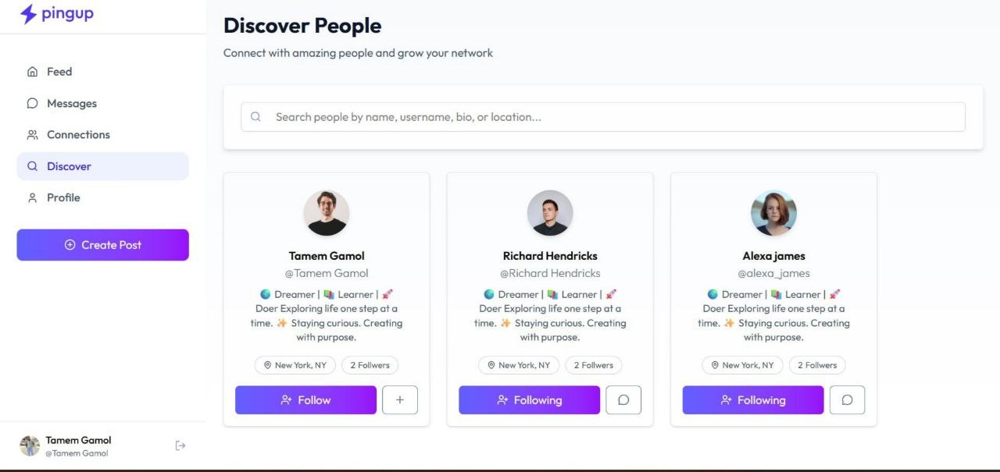 pingup
Feed
Messages
Connections
Discover
Profile
Create Post
Tamem Gamol
@Tamem Gamol
Discover People
Connect with amazing people and grow your network
Search people by name, username, bio, or location...
Tamem Gamol
@Tamem Gamol
🌍 Dreamer | 📚 Learner | 🚀
Doer Exploring life one step at a
time. ✨ Staying curious. Creating
with purpose.
New York, NY
2 Follwers
Follow
+
Richard Hendricks
@Richard Hendricks
🌍 Dreamer | 📚 Learner | 🚀
Doer Exploring life one step at a
time. ✨ Staying curious. Creating
with purpose.
New York, NY
2 Follwers
Following
Alexa james
@alexa_james
🌍 Dreamer | 📚 Learner | 🚀
Doer Exploring life one step at a
time. ✨ Staying curious. Creating
with purpose.
New York, NY
2 Follwers
Following